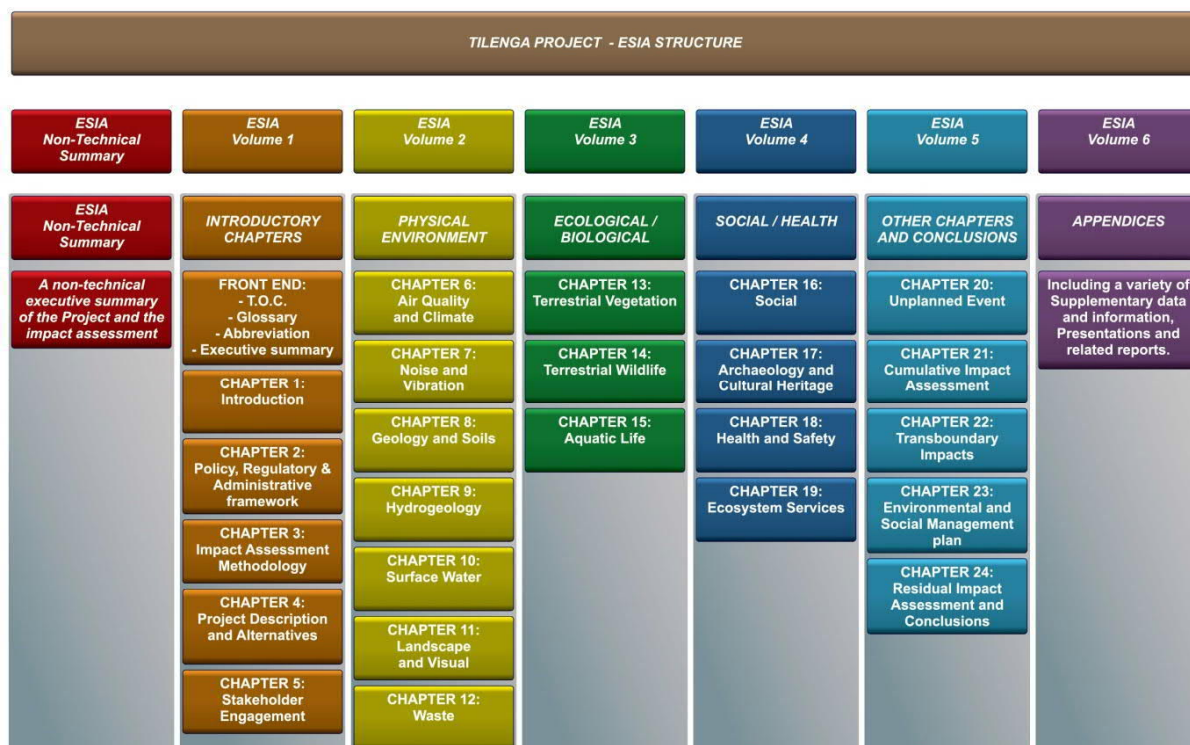 TILENGA PROJECT - ESIA STRUCTURE
ESIA
Non-Technical
Summary
ESIA
Volume 1
ESIA
Volume 2
ESIA
Volume 3
ESIA
Volume 4
ESIA
Volume 5
ESIA
Volume 6
ESIA
Non-Technical
Summary
A non-technical
executive summary
of the Project and the
impact assessment
INTRODUCTORY
CHAPTERS
FRONT END:
- T.O.C.
- Glossary
- Abbreviation
- Executive summary
CHAPTER 1:
Introduction
CHAPTER 2:
Policy, Regulatory &
Administrative
framework
CHAPTER 3:
Impact Assessment
Methodology
CHAPTER 4:
Project Description
and Alternatives
CHAPTER 5:
Stakeholder
Engagement
PHYSICAL
ENVIRONMENT
CHAPTER 6:
Air Quality
and Climate
CHAPTER 7:
Noise and
Vibration
CHAPTER 8:
Geology and Soils
CHAPTER 9:
Hydrogeology
CHAPTER 10:
Surface Water
CHAPTER 11:
Landscape
and Visual
CHAPTER 12:
Waste
ECOLOGICAL /
BIOLOGICAL
CHAPTER 13:
Terrestrial Vegetation
CHAPTER 14:
Terrestrial Wildlife
CHAPTER 15:
Aquatic Life
SOCIAL / HEALTH
CHAPTER 16:
Social
CHAPTER 17:
Archaeology and
Cultural Heritage
CHAPTER 18:
Health and Safety
CHAPTER 19:
Ecosystem Services
OTHER CHAPTERS
AND CONCLUSIONS
CHAPTER 20:
Unplanned Event
CHAPTER 21:
Cumulative Impact
Assessment
CHAPTER 22:
Transboundary
Impacts
CHAPTER 23:
Environmental and
Social Management
plan
CHAPTER 24:
Residual Impact
Assessment and
Conclusions
APPENDICES
Including a variety of
Supplementary data
and information,
Presentations and
related reports.